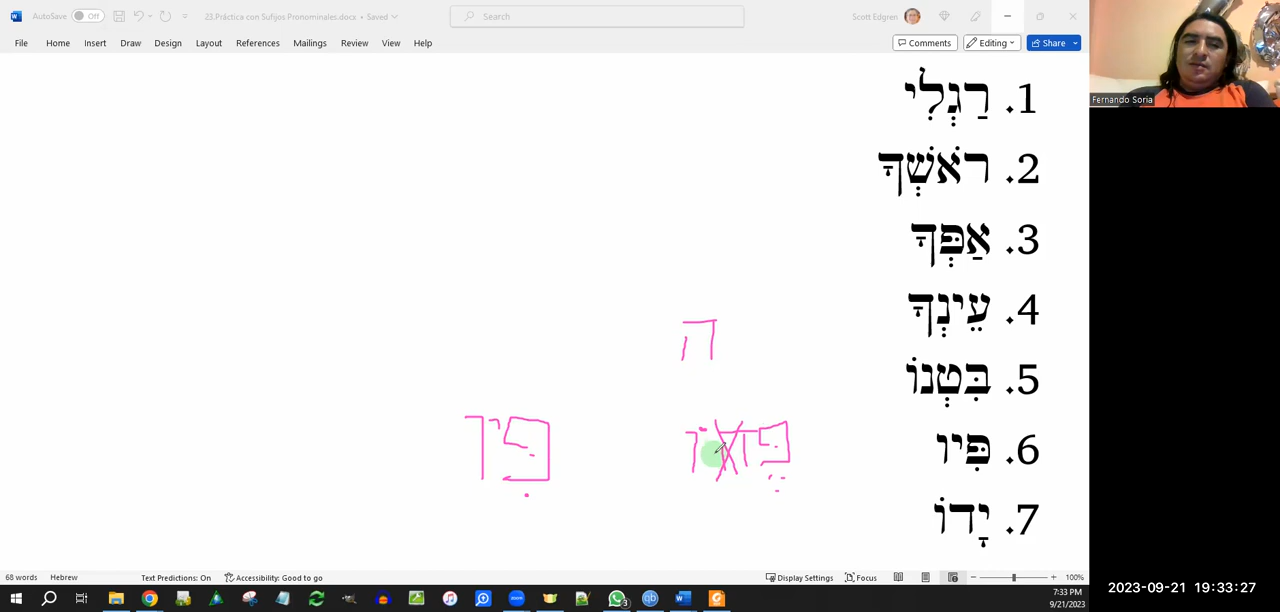 AutoSave Off 23.Práctica con Sufijos Pronominales.docx • Saved Search Scott Edgren
File Home Insert Draw Design Layout References Mailings Review View Help Comments Editing Share
Fernando Soria
1. רַגְלִי
2. רֹאשְׁךָ
3. אַפְּךָ
4. עֵינְךָ
5. בִּטְנוֹ
6. פִּיו
7. יָדוֹ
ה
68 words Hebrew Text Predictions: On Accessibility: Good to go Display Settings Focus 100%
3
7:33 PM
9/21/2023
2023-09-21 19:33:27